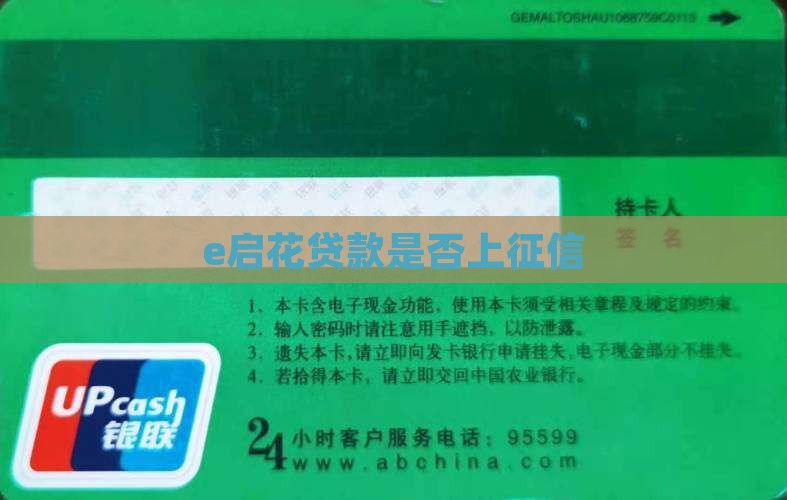 GEMALTOSHAU1068759C0119
持卡人
签 名
e启花贷款是否上征信
1. 本卡含电子现金功能，使用本卡须受相关章程及规定的约束。
2. 输入密码时请注意用手遮挡，以防泄露。
3. 遗失本卡,请立即向发卡银行申请挂失,电子现金部分不挂失。
4. 若拾得本卡，请立即交回中国农业银行。
UPcash
银联
24小时客户服务电话：95599
www.abchina.com